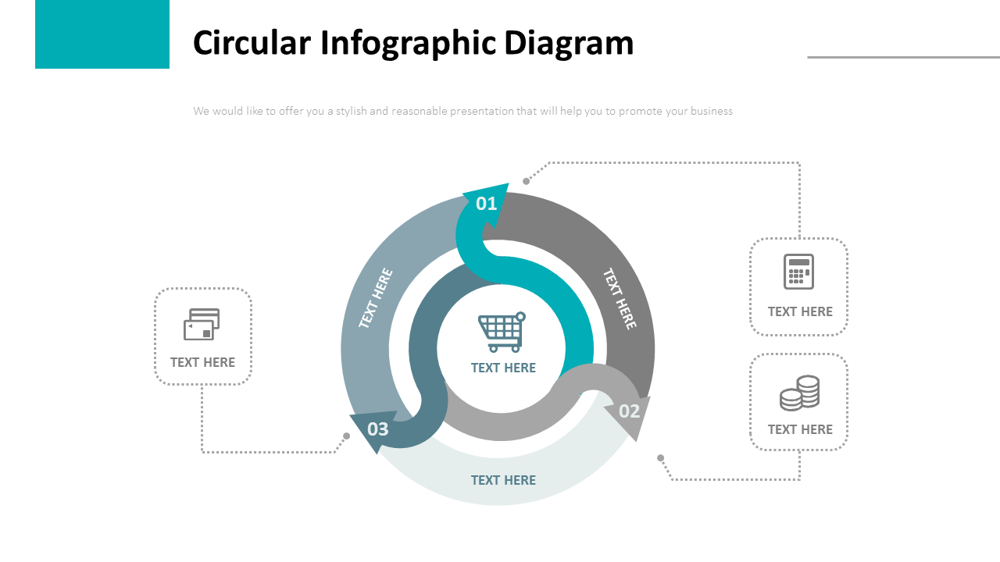 Circular Infographic Diagram
We would like to offer you a stylish and reasonable presentation that will help you to promote your business
01
TEXT HERE
TEXT HERE
TEXT HERE
TEXT HERE
TEXT HERE
TEXT HERE
02
03
TEXT HERE
TEXT HERE